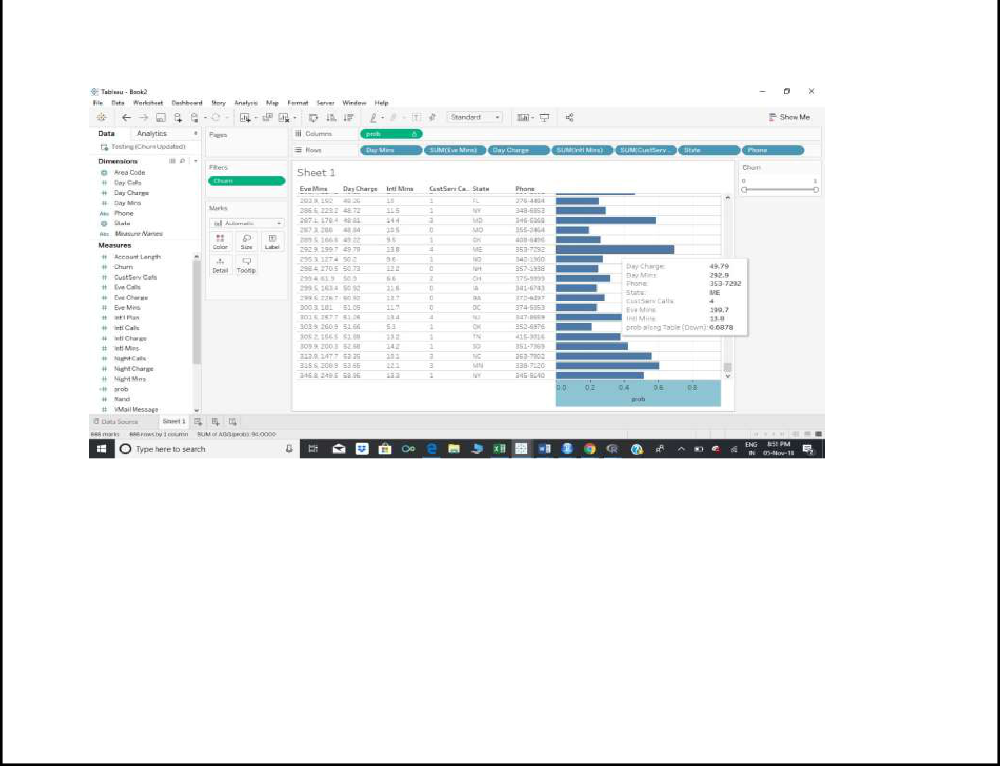 Tableau - Book2
File Data Worksheet Dashboard Story Analysis Map Format Server Window Help
Standard Show Me
Data Analytics
Pages
Columns prob
Testing (Churn Updated)
Rows Day Mins SUM(Eve Mins) Day Charge SUM(Intl Mins) SUM(CustServ... State Phone
Dimensions
Filters
Churn
Churn
0 1
Sheet 1
Area Code
Day Calls
Day Charge
Day Mins
Abc Phone
State
Abc Measure Names
Measures
Account Length
Churn
CustServ Calls
Eve Calls
Eve Charge
Eve Mins
Int'l Plan
Intl Calls
Intl Charge
Intl Mins
Night Calls
Night Charge
Night Mins
prob
Rand
VMail Message
Marks
Automatic
Color Size Label
Detail Tooltip
Eve Mins Day Charge Intl Mins CustServ Ca.. State Phone
283.9, 192 48.26 10 1 FL 376-4484
286.6, 223.2 48.72 11.5 1 NY
287.1, 178.4 48.81 14.4 3 MD 346-5068
287.3, 266 48.84 10.5 0 MO 355-2464
289.5, 166.6 49.22 9.5 1 OK 408-6496
292.9, 199.7 49.79 13.8 4 ME 353-7292
295.3, 127.4 50.2 9.6 1 342-1960
298.4, 270.5 50.73 12.2 0 NH 357-1938
299.4, 61.9 50.9 6.6 2 OH 375-9999
299.5, 163.4 50.92 11.6 0 IA 341-6743
226.7 50.92 13.7 0 GA 372-6497
300.3, 181 51.05 11.7 0 DC 374-5353
301.5, 257.7 51.26 13.4 4 NJ
303.9, 260.9 51.66 5.3 1 OK 352-6976
305.2, 156.5 51.88 13.2 1 TN 415-3016
309.9, 200.3 52.68 14.2 1 SD 351-7369
313.8, 147.7 53.35 10.1 3 NC 353-7802
315.6, 208.9 53.65 12.1 3 MN 338-7120
346.8, 249.5 58.96 13.3 1 NY 345-9140
Day Charge: 49.79
Day Mins: 292.9
Phone: 353-7292
State: ME
CustServ Calls: 4
Eve Mins: 199.7
Intl Mins: 13.8
prob along Table (Down): 0.6878
0.0 0.2 0.4 0.6 0.8
prob
Data Source Sheet 1
666 marks 666 rows by 1 column SUM of AGG(prob): 94.0000
Type here to search
ENG 8:51 PM
IN 05-Nov-18